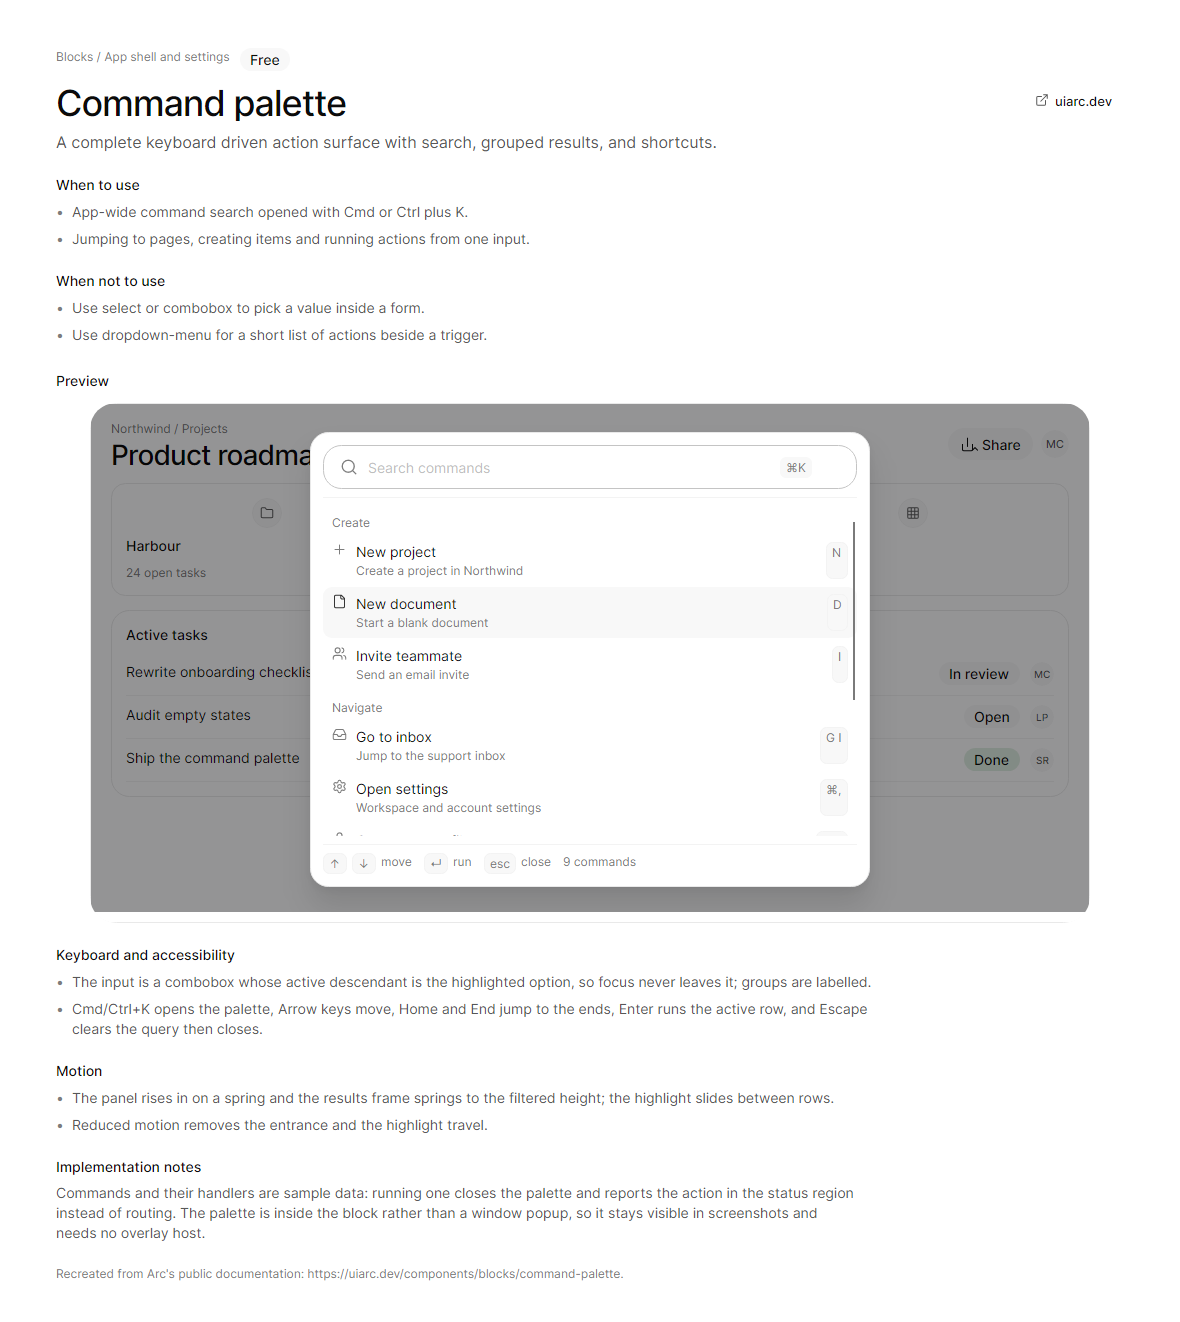 Blocks / App shell and settings
Free
Command palette
uiarc.dev
A complete keyboard driven action surface with search, grouped results, and shortcuts.
When to use
• App-wide command search opened with Cmd or Ctrl plus K.
• Jumping to pages, creating items and running actions from one input.
When not to use
• Use select or combobox to pick a value inside a form.
• Use dropdown-menu for a short list of actions beside a trigger.
Preview
Northwind / Projects
Product roadma
Share
MC
Harbour
24 open tasks
Active tasks
Rewrite onboarding checklis
In review
MC
Audit empty states
Open
LP
Ship the command palette
Done
SR
Search commands
⌘K
Create
New project
N
Create a project in Northwind
New document
D
Start a blank document
Invite teammate
I
Send an email invite
Navigate
Go to inbox
G I
Jump to the support inbox
Open settings
⌘,
Workspace and account settings
↑ ↓ move ↵ run esc close 9 commands
Keyboard and accessibility
• The input is a combobox whose active descendant is the highlighted option, so focus never leaves it; groups are labelled.
• Cmd/Ctrl+K opens the palette, Arrow keys move, Home and End jump to the ends, Enter runs the active row, and Escape
clears the query then closes.
Motion
• The panel rises in on a spring and the results frame springs to the filtered height; the highlight slides between rows.
• Reduced motion removes the entrance and the highlight travel.
Implementation notes
Commands and their handlers are sample data: running one closes the palette and reports the action in the status region
instead of routing. The palette is inside the block rather than a window popup, so it stays visible in screenshots and
needs no overlay host.
Recreated from Arc's public documentation: https://uiarc.dev/components/blocks/command-palette.